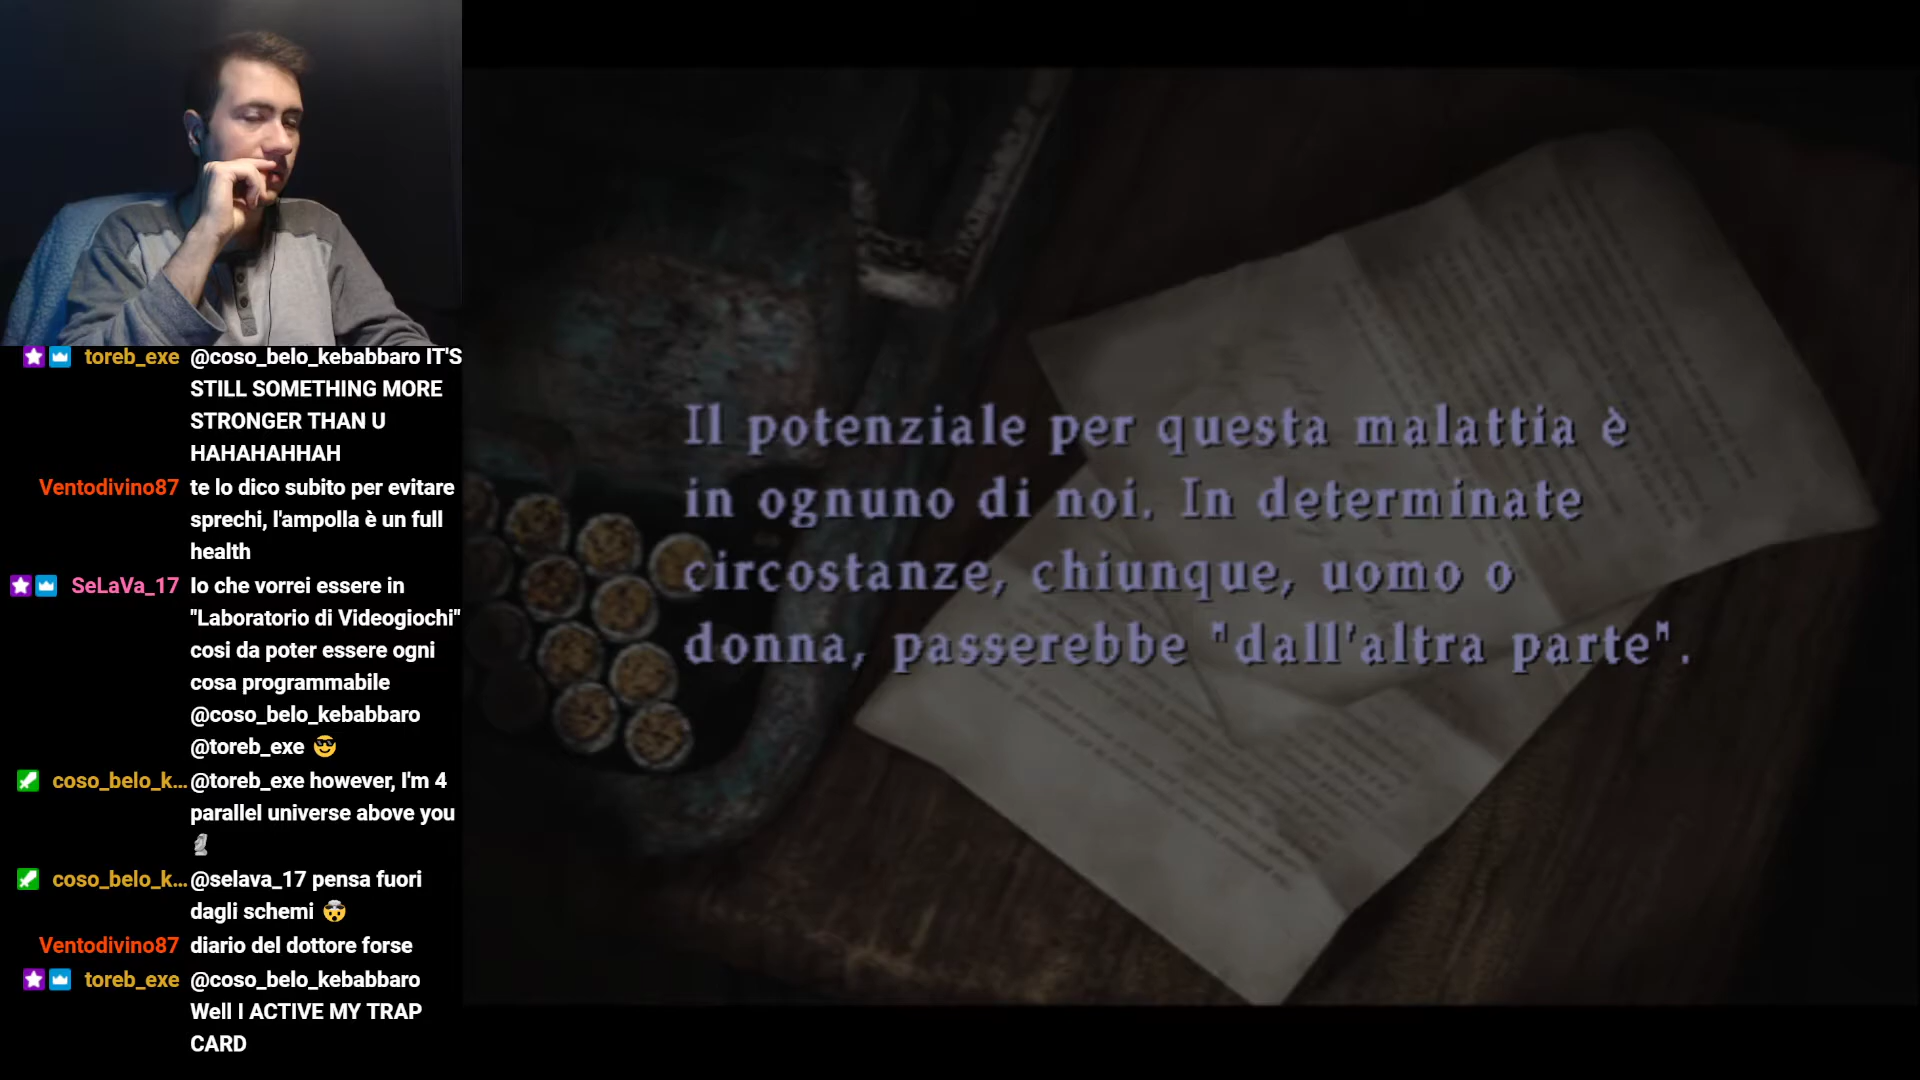 toreb_exe @coso_belo_kebabbaro IT'S
STILL SOMETHING MORE
STRONGER THAN U
HAHAHAHHAH
Ventodivino87 te lo dico subito per evitare
sprechi, l'ampolla è un full
health
SeLaVa_17 Io che vorrei essere in
"Laboratorio di Videogiochi"
cosi da poter essere ogni
cosa programmabile
@coso_belo_kebabbaro
@toreb_exe 😎
coso_belo_k... @toreb_exe however, I'm 4
parallel universe above you
🗿
coso_belo_k... @selava_17 pensa fuori
dagli schemi 🤯
Ventodivino87 diario del dottore forse
toreb_exe @coso_belo_kebabbaro
Well I ACTIVE MY TRAP
CARD
Il potenziale per questa malattia è
in ognuno di noi. In determinate
circostanze, chiunque, uomo o
donna, passerebbe "dall'altra parte".